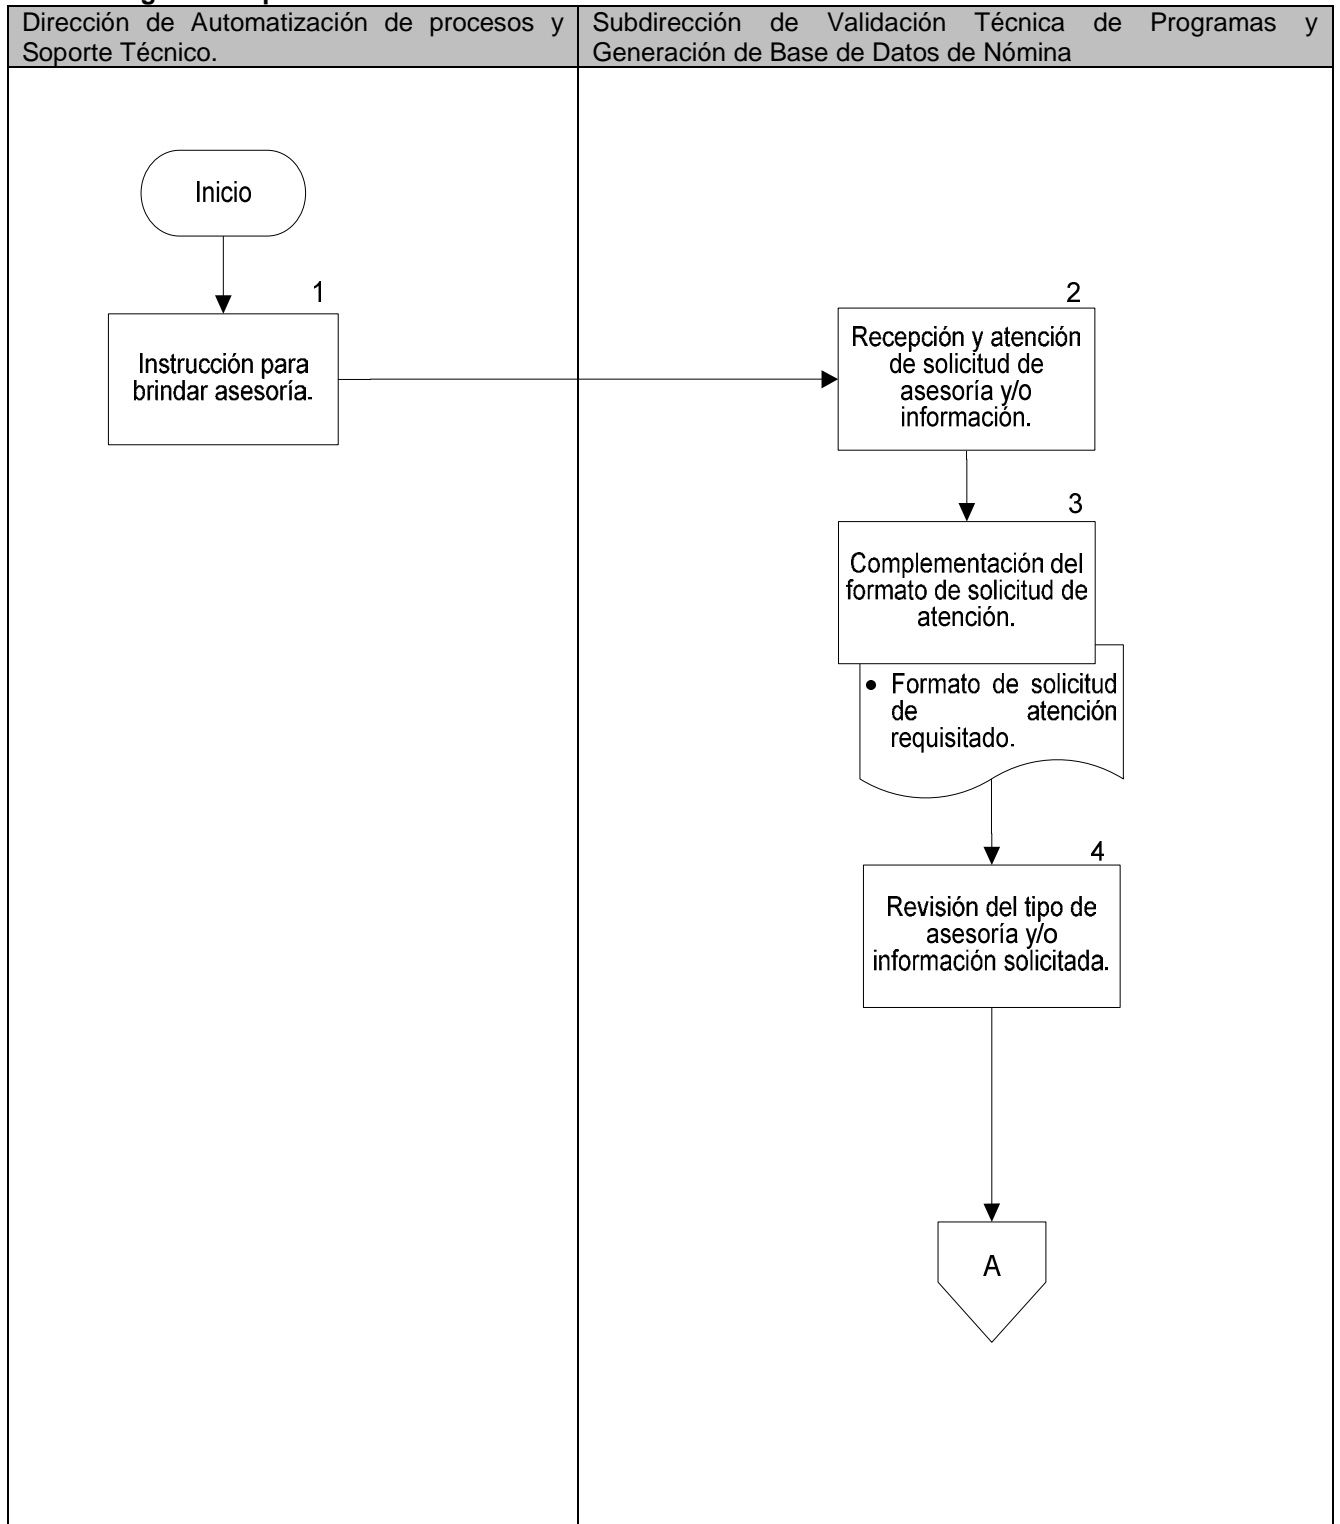 Dirección de Automatización de procesos y
Soporte Técnico.
Subdirección de Validación Técnica de Programas y
Generación de Base de Datos de Nómina
Inicio
1
Instrucción para
brindar asesoría.
2
Recepción y atención
de solicitud de
asesoría y/o
información.
3
Complementación del
formato de solicitud de
atención.
• Formato de solicitud
de atención
requisitado.
4
Revisión del tipo de
asesoría y/o
información solicitada.
A